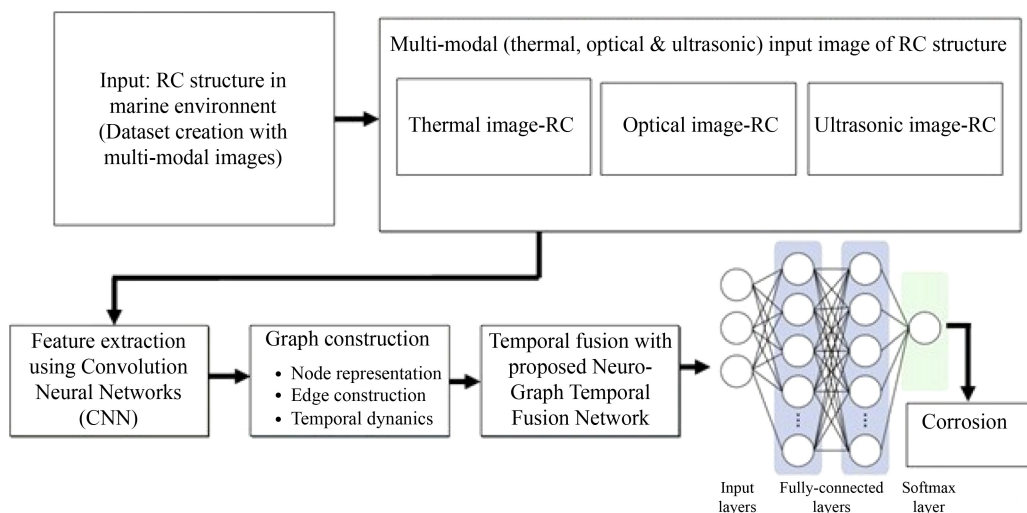 Input: RC structure in
marine environment
(Dataset creation with
multi-modal images)
Multi-modal (thermal, optical & ultrasonic) input image of RC structure
Thermal image-RC
Optical image-RC
Ultrasonic image-RC
Feature extraction
using Convolution
Neural Networks
(CNN)
Graph construction
• Node representation
• Edge construction
• Temporal dynamics
Temporal fusion with
proposed Neuro-
Graph Temporal
Fusion Network
Corrosion
Input
layers
Fully-connected
layers
Softmax
layer